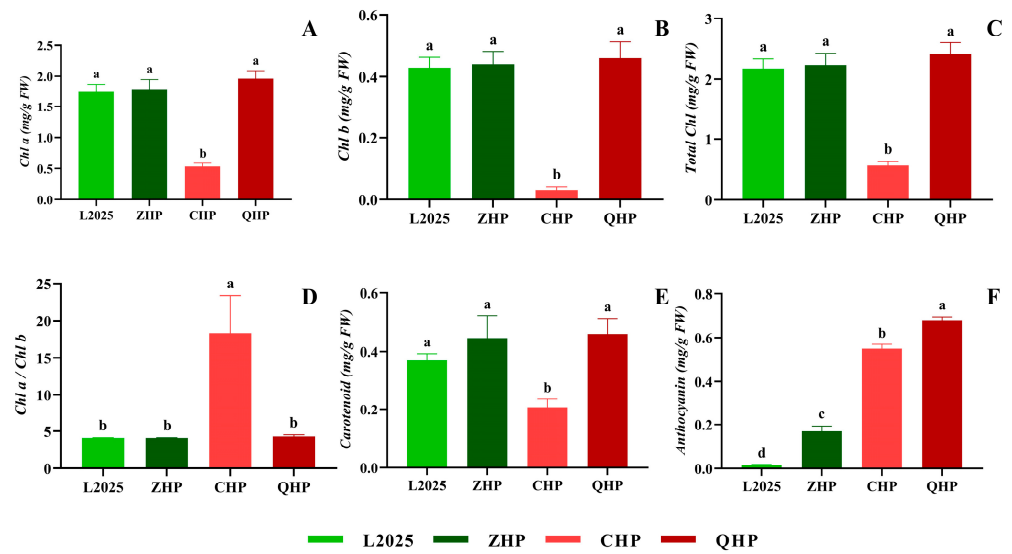 A
Chl a (mg/g FW)
2.5
2.0
1.5
1.0
0.5
0.0
a
a
b
a
L2025
ZIIP
CIIP
QIIP
B
Chl b (mg/g FW)
0.6
0.4
0.2
0.0
a
a
b
a
L2025
ZHP
CHP
QHP
C
Total Chl (mg/g FW)
3
2
1
0
a
a
b
a
L2025
ZHP
CHP
QHP
D
Chl a / Chl b
25
20
15
10
5
0
b
b
a
b
L2025
ZHP
CHP
QHP
E
Carotenoid (mg/g FW)
0.6
0.4
0.2
0.0
a
a
b
a
L2025
ZHP
CHP
QHP
F
Anthocyanin (mg/g FW)
0.8
0.6
0.4
0.2
0.0
d
c
b
a
L2025
ZHP
CHP
QHP
L2025 ZHP CHP QHP